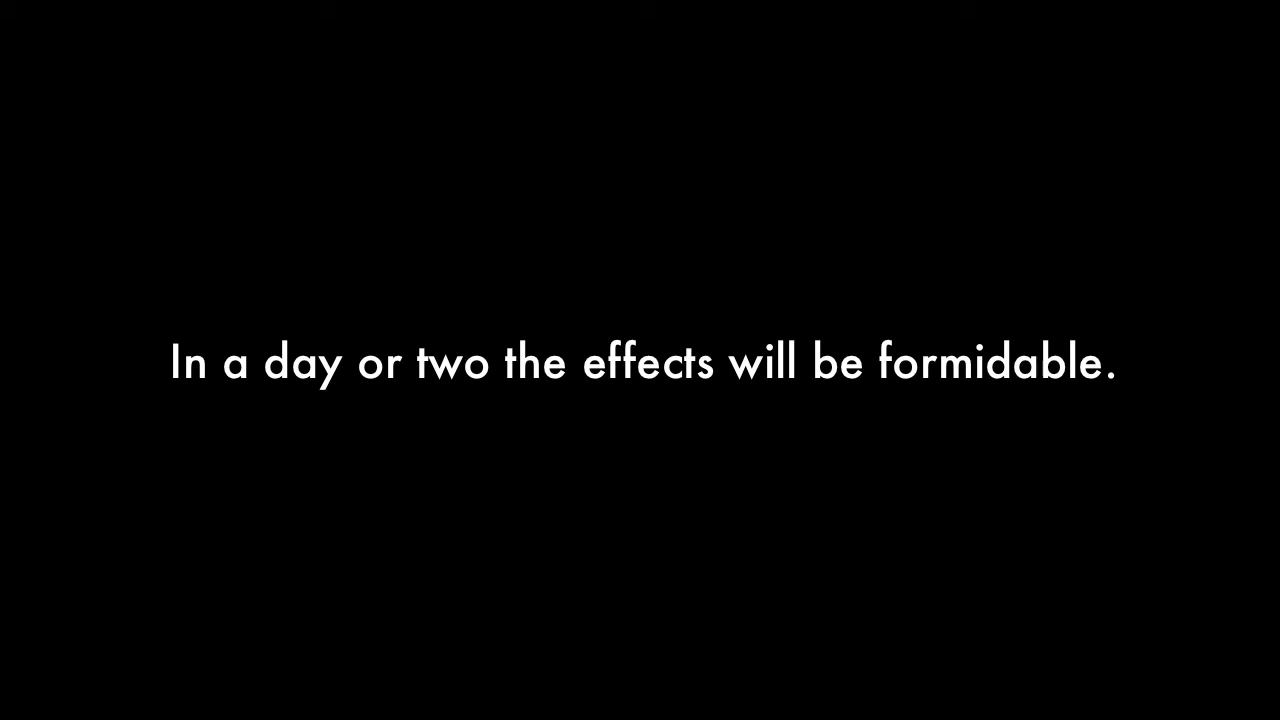 In a day or two the effects will be formidable.